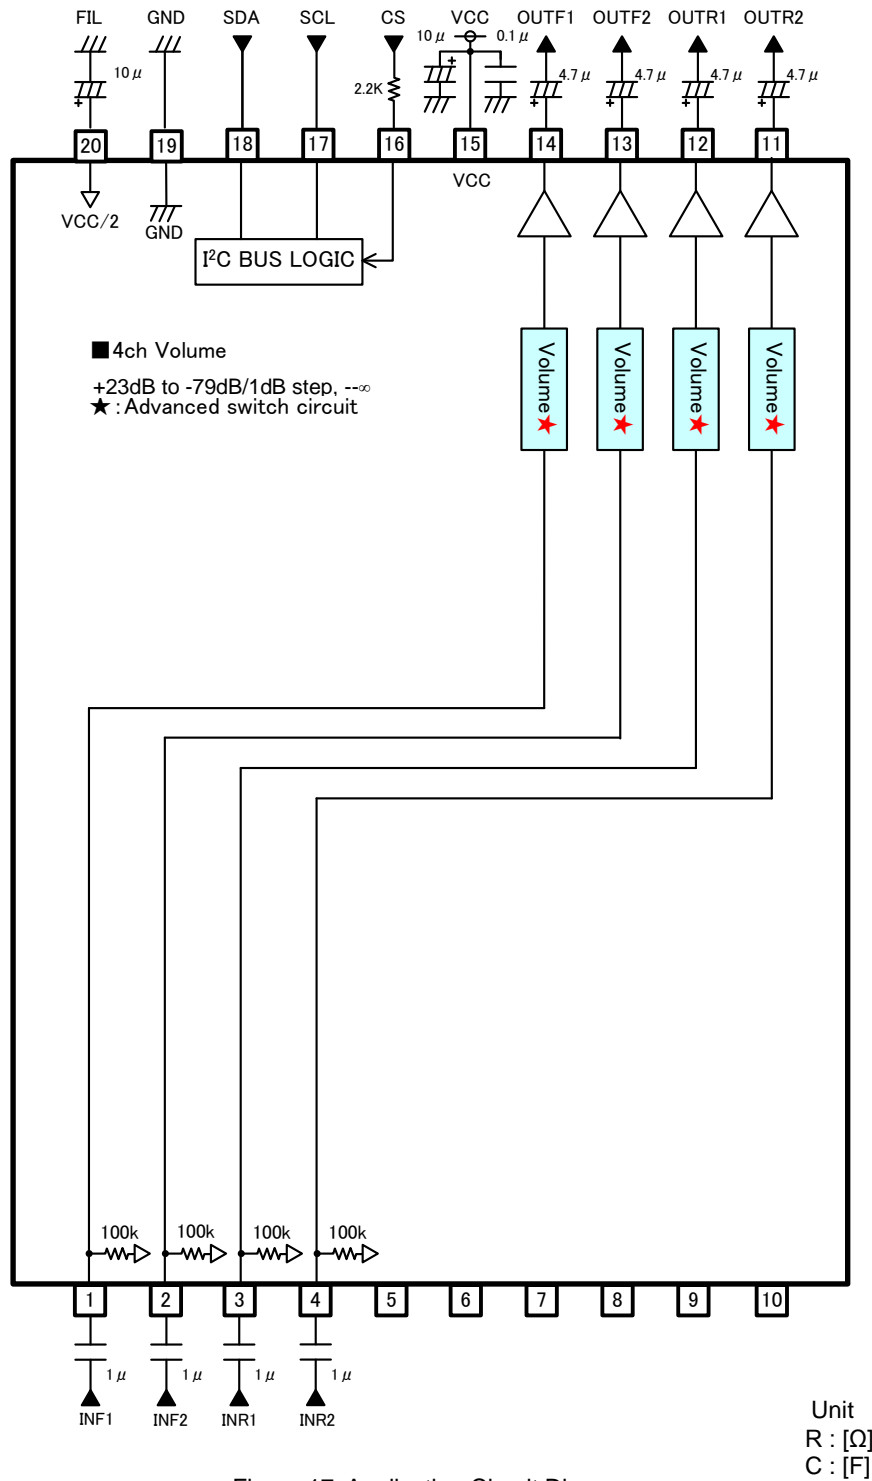 FIL GND SDA SCL CS VCC OUTF1 OUTF2 OUTR1 OUTR2
10μ 2.2K 10μ 0.1μ 4.7μ 4.7μ 4.7μ 4.7μ
20 19 18 17 16 15 14 13 12 11
VCC/2 GND VCC
I²C BUS LOGIC
■4ch Volume
+23dB to -79dB/1dB step, --∞
★:Advanced switch circuit
Volume★ Volume★ Volume★ Volume★
100k 100k 100k 100k
1 2 3 4 5 6 7 8 9 10
1μ 1μ 1μ 1μ
INF1 INF2 INR1 INR2
Unit
R : [Ω]
C : [F]